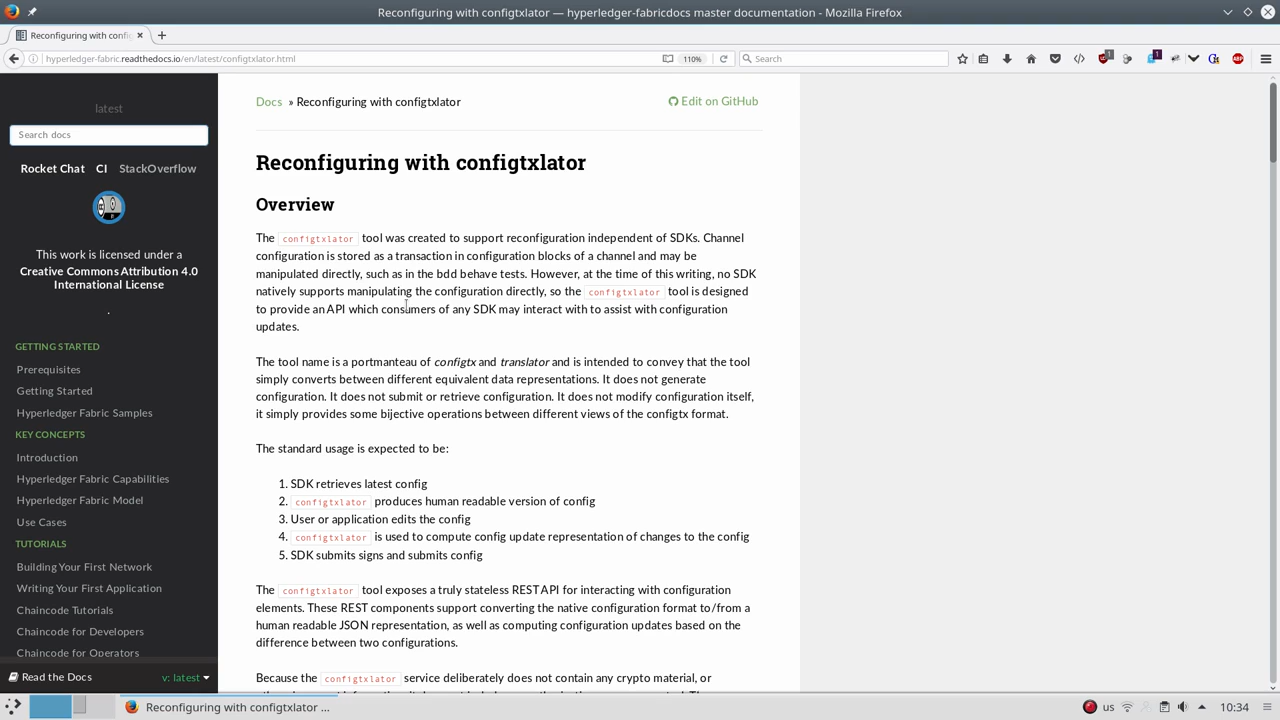 Reconfiguring with configtxlator — hyperledger-fabricdocs master documentation - Mozilla Firefox
Reconfiguring with confi
hyperledger-fabric.readthedocs.io/en/latest/configtxlator.html
110%
Search
1
1
ABP
latest
Search docs
Rocket Chat CI StackOverflow
This work is licensed under a
Creative Commons Attribution 4.0
International License
.
GETTING STARTED
Prerequisites
Getting Started
Hyperledger Fabric Samples
KEY CONCEPTS
Introduction
Hyperledger Fabric Capabilities
Hyperledger Fabric Model
Use Cases
TUTORIALS
Building Your First Network
Writing Your First Application
Chaincode Tutorials
Chaincode for Developers
Chaincode for Operators
Read the Docs v: latest
Docs » Reconfiguring with configtxlator
Edit on GitHub
Reconfiguring with configtxlator
Overview
The configtxlator tool was created to support reconfiguration independent of SDKs. Channel
configuration is stored as a transaction in configuration blocks of a channel and may be
manipulated directly, such as in the bdd behave tests. However, at the time of this writing, no SDK
natively supports manipulating the configuration directly, so the configtxlator tool is designed
to provide an API which consumers of any SDK may interact with to assist with configuration
updates.
The tool name is a portmanteau of configtx and translator and is intended to convey that the tool
simply converts between different equivalent data representations. It does not generate
configuration. It does not submit or retrieve configuration. It does not modify configuration itself,
it simply provides some bijective operations between different views of the configtx format.
The standard usage is expected to be:
1. SDK retrieves latest config
2. configtxlator produces human readable version of config
3. User or application edits the config
4. configtxlator is used to compute config update representation of changes to the config
5. SDK submits signs and submits config
The configtxlator tool exposes a truly stateless REST API for interacting with configuration
elements. These REST components support converting the native configuration format to/from a
human readable JSON representation, as well as computing configuration updates based on the
difference between two configurations.
Because the configtxlator service deliberately does not contain any crypto material, or
Reconfiguring with configtxlator ...
us
10:34